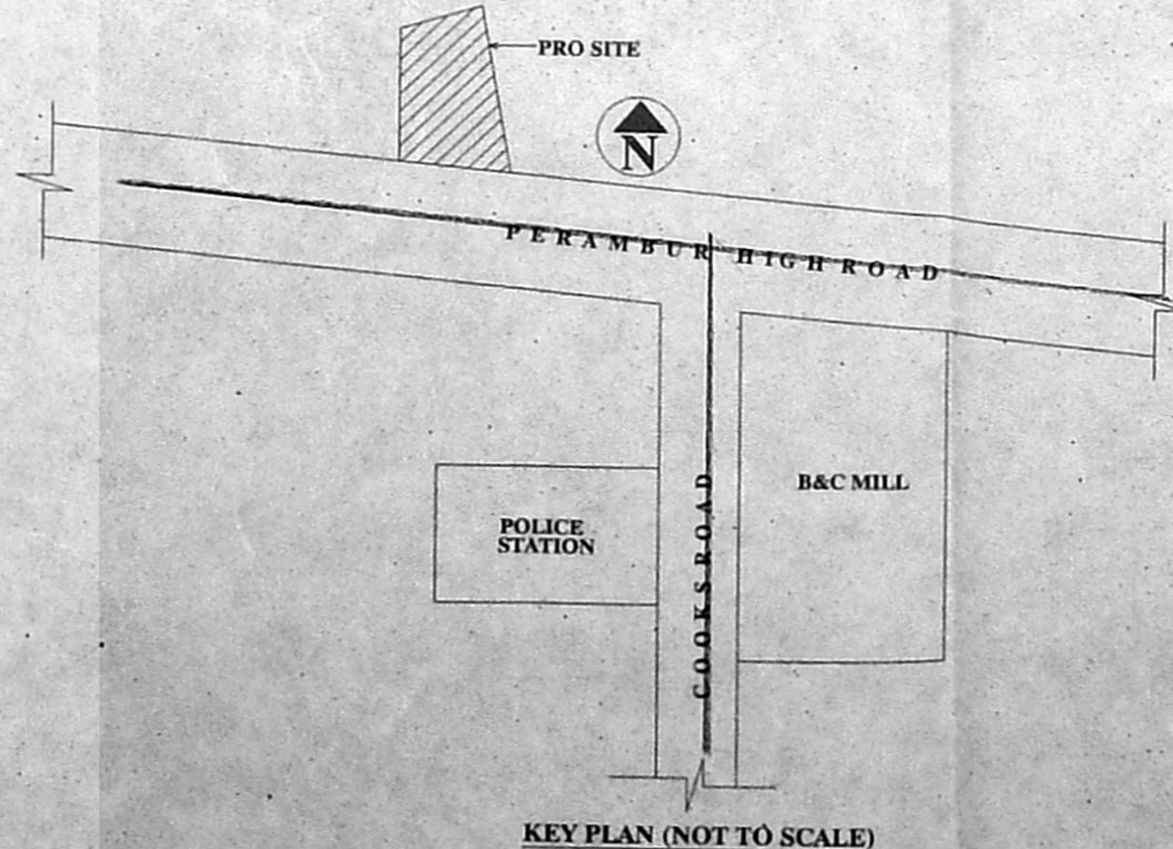 PRO SITE
N
PERAMBUR HIGH ROAD
B&C MILL
POLICE
STATION
COOKS ROAD
KEY PLAN (NOT TO SCALE)